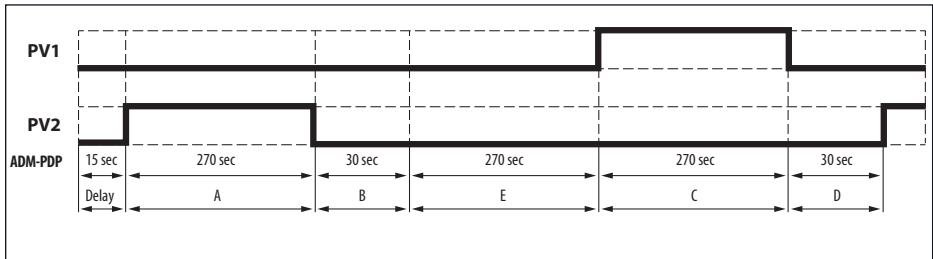 PV1
PV2
ADM-PDP 15 sec 270 sec 30 sec 270 sec 270 sec 30 sec
Delay A B E C D